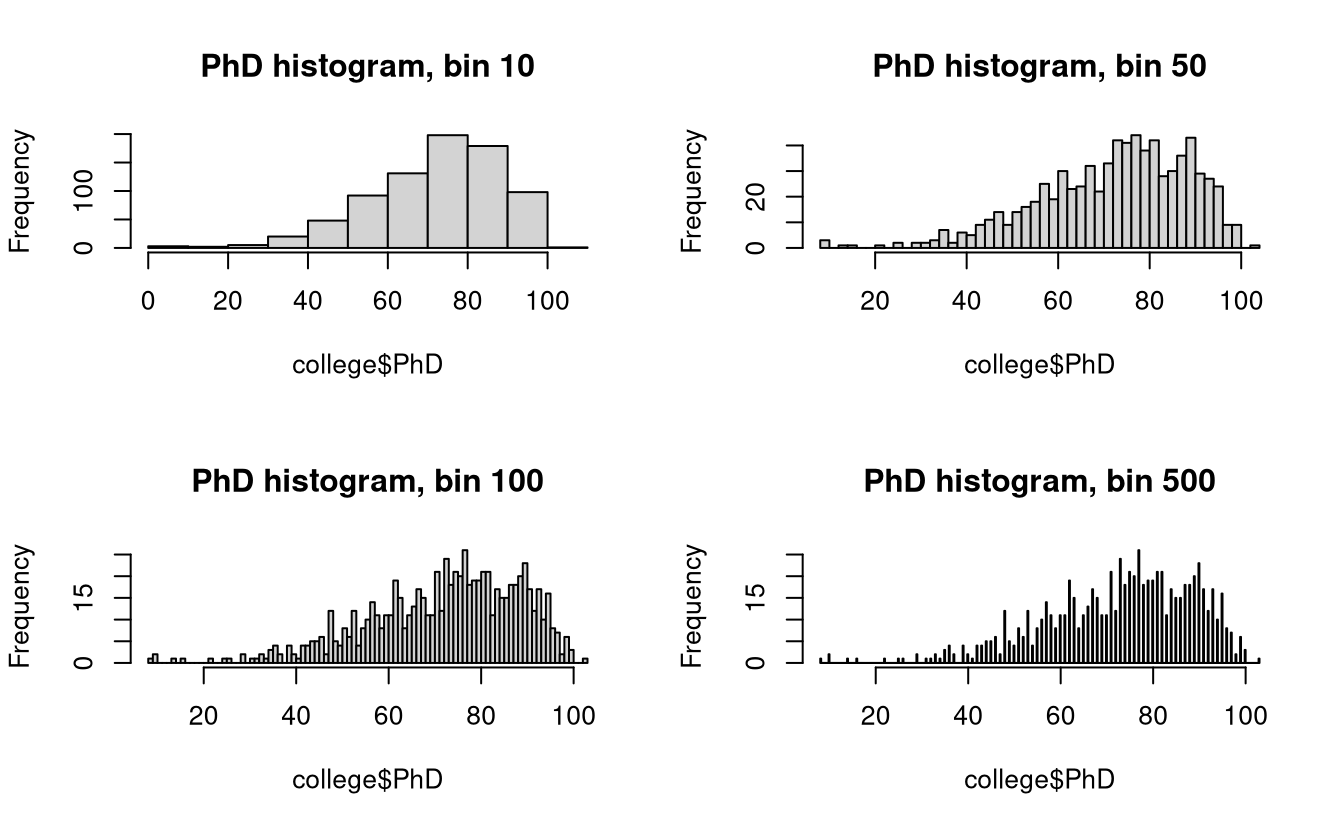 PhD histogram, bin 10
Frequency
100
0
0 20 40 60 80 100
college$PhD
PhD histogram, bin 50
Frequency
20
0
20 40 60 80 100
college$PhD
PhD histogram, bin 100
Frequency
15
0
20 40 60 80 100
college$PhD
PhD histogram, bin 500
Frequency
15
0
20 40 60 80 100
college$PhD